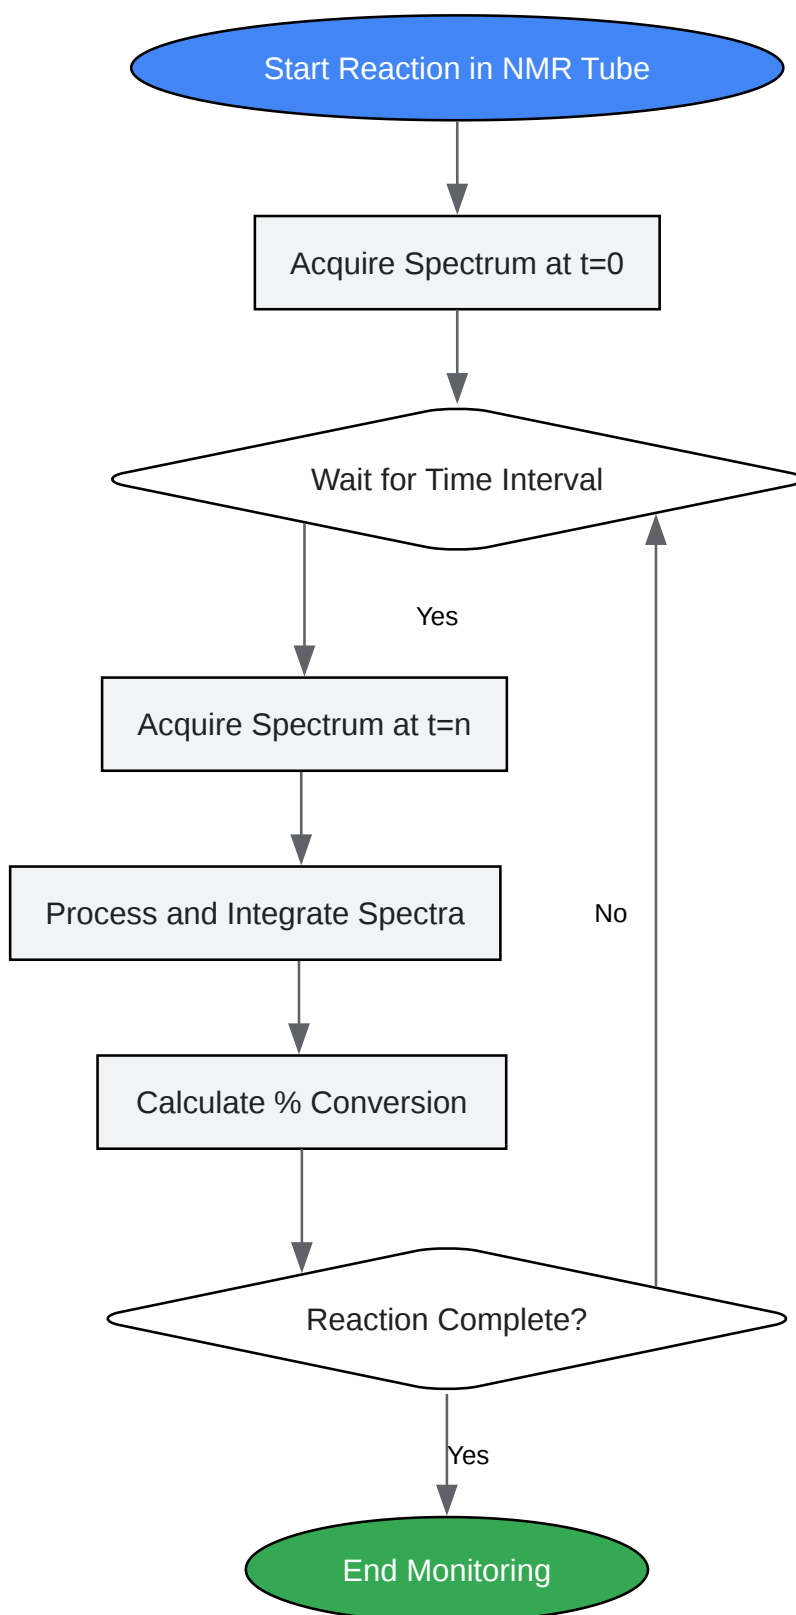 Start Reaction in NMR Tube
Acquire Spectrum at t=0
Wait for Time Interval
Yes
Acquire Spectrum at t=n
Process and Integrate Spectra
No
Calculate % Conversion
Reaction Complete?
Yes
End Monitoring